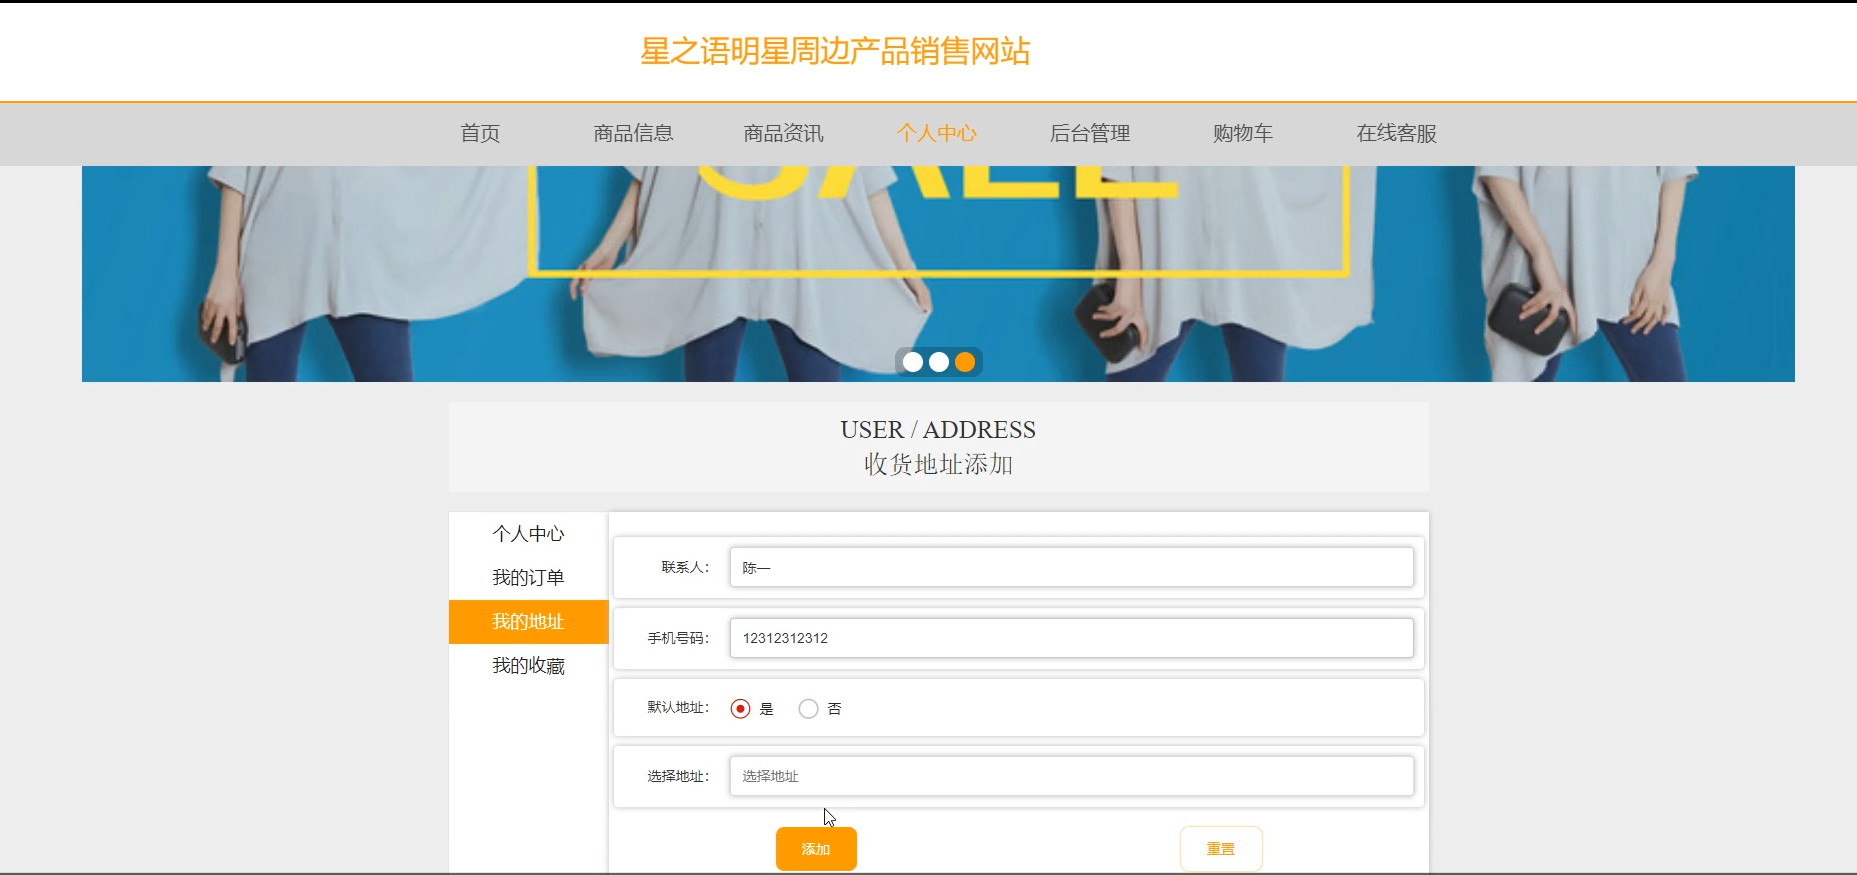 星之语明星周边产品销售网站
首页 商品信息 商品资讯 个人中心 后台管理 购物车 在线客服
SALE
USER / ADDRESS
收货地址添加
个人中心
我的订单
我的地址
我的收藏
联系人： 陈一
手机号码： 12312312312
默认地址： 是 否
选择地址： 选择地址
添加 重置